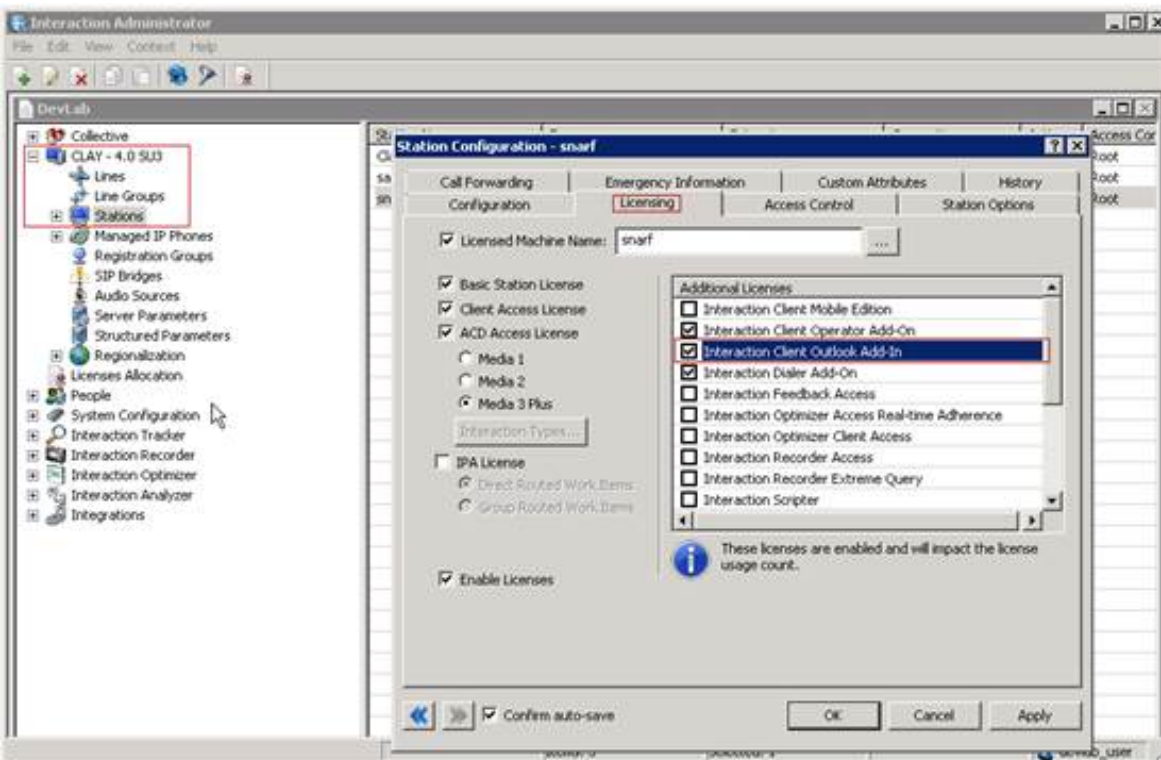 Interaction Administrator
File Edit View Context Help
DevLab
Collective
CLAY - 4.0 SU3
Lines
Line Groups
Stations
Managed IP Phones
Registration Groups
SIP Bridges
Audio Sources
Server Parameters
Structured Parameters
Regionalization
Licenses Allocation
People
System Configuration
Interaction Tracker
Interaction Recorder
Interaction Optimizer
Interaction Analyzer
Integrations
Access Cor
Root
Root
Root
Station Configuration - snarf
Call Forwarding Emergency Information Custom Attributes History
Configuration Licensing Access Control Station Options
Licensed Machine Name: snarf ...
Basic Station License
Client Access License
ACD Access License
Media 1
Media 2
Media 3 Plus
Interaction Types...
IPA License
Direct Routed Work Items
Group Routed Work Items
Enable Licenses
Additional Licenses
Interaction Client Mobile Edition
Interaction Client Operator Add-On
Interaction Client Outlook Add-In
Interaction Dialer Add-On
Interaction Feedback Access
Interaction Optimizer Access Real-time Adherence
Interaction Optimizer Client Access
Interaction Recorder Access
Interaction Recorder Extreme Query
Interaction Scripter
These licenses are enabled and will impact the license
usage count.
Confirm auto-save
OK Cancel Apply
devlab_user